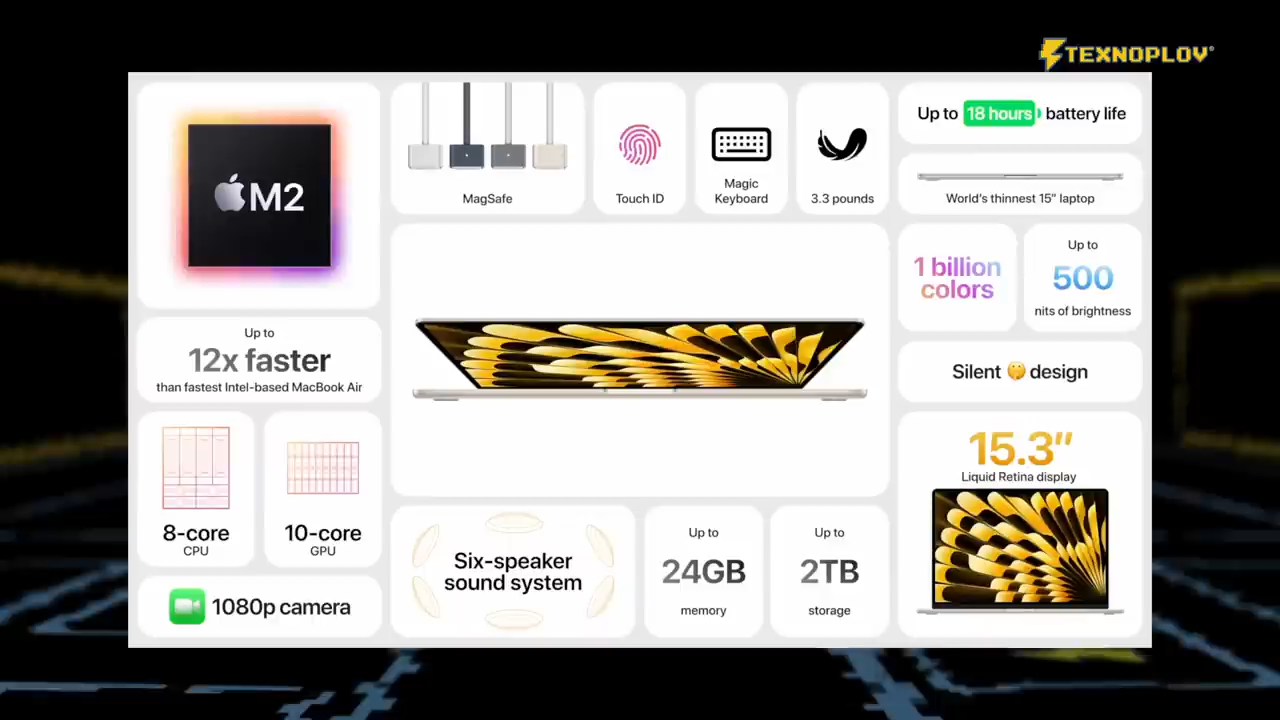 TEXNOPLOV
M2
MagSafe
Touch ID
Magic
Keyboard
3.3 pounds
Up to 18 hours battery life
World's thinnest 15" laptop
1 billion
colors
Up to
500
nits of brightness
Up to
12x faster
than fastest Intel-based MacBook Air
Silent design
8-core
CPU
10-core
GPU
15.3"
Liquid Retina display
Six-speaker
sound system
Up to
24GB
memory
Up to
2TB
storage
1080p camera